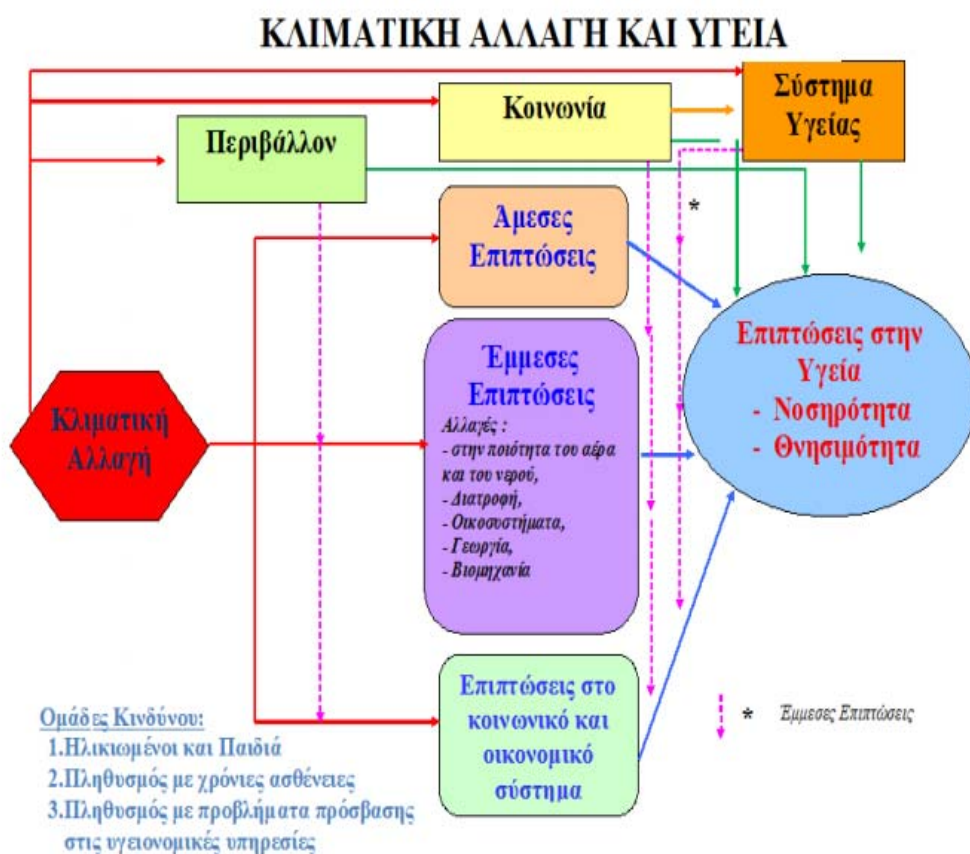 ΚΛΙΜΑΤΙΚΗ ΑΛΛΑΓΗ ΚΑΙ ΥΓΕΙΑ
Σύστημα
Υγείας
Κοινωνία
Περιβάλλον
Άμεσες
Επιπτώσεις
*
Έμμεσες
Επιπτώσεις
Αλλαγές :
- στην ποιότητα του αέρα
και του νερού,
- Διατροφή,
- Οικοσυστήματα,
- Γεωργία,
- Βιομηχανία
Επιπτώσεις στην
Υγεία
- Νοσηρότητα
- Θνησιμότητα
Κλιματική
Αλλαγή
Επιπτώσεις στο
κοινωνικό και
οικονομικό
σύστημα
* Έμμεσες Επιπτώσεις
Ομάδες Κινδύνου:
1.Ηλικιωμένοι και Παιδιά
2.Πληθυσμός με χρόνιες ασθένειες
3.Πληθυσμός με προβλήματα πρόσβασης
στις υγειονομικές υπηρεσίες